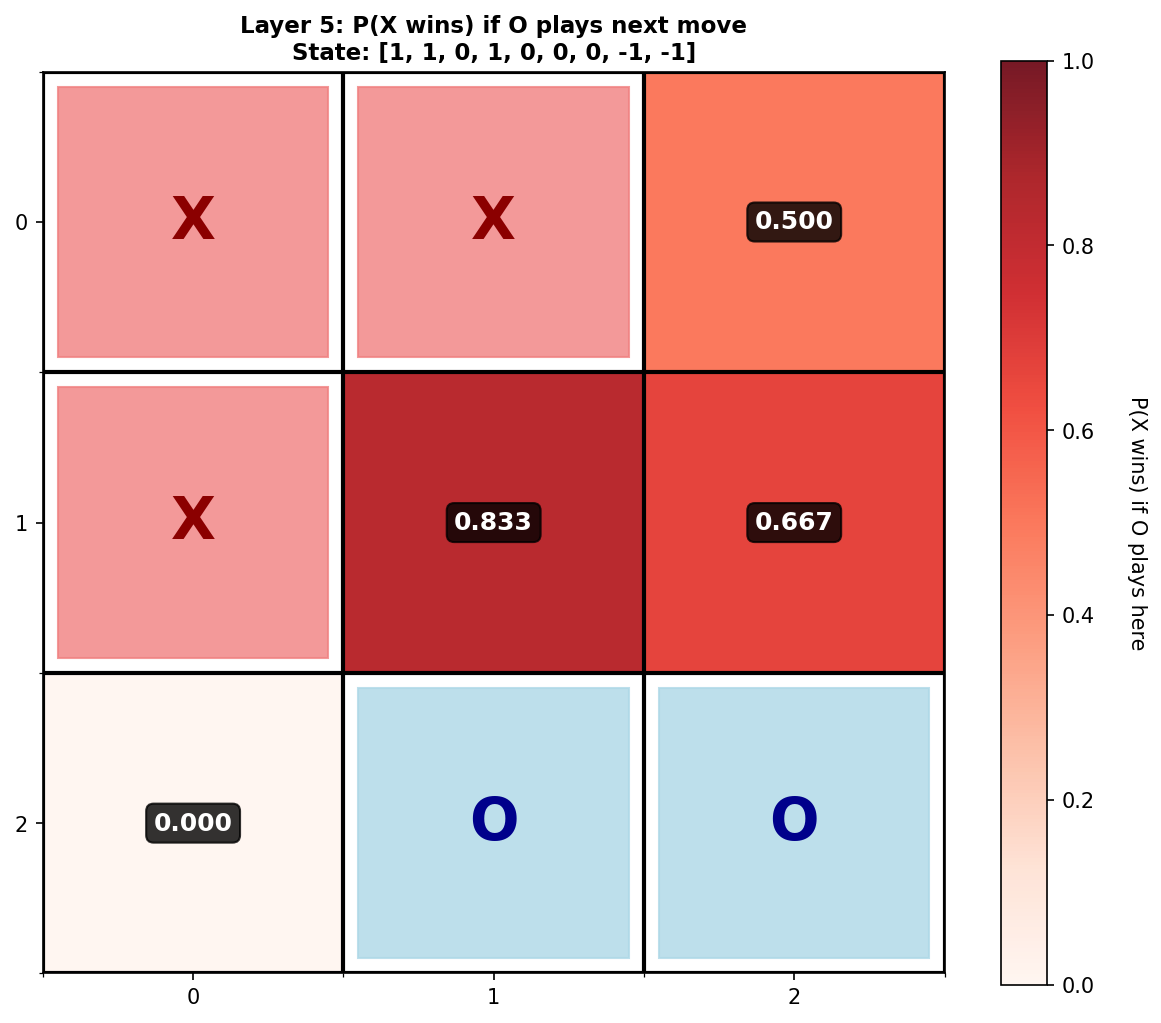 Layer 5: P(X wins) if O plays next move
State: [1, 1, 0, 1, 0, 0, 0, -1, -1]
0
X
X
0.500
1
X
0.833
0.667
2
0.000
O
O
0
1
2
1.0
0.8
0.6
0.4
0.2
0.0
P(X wins) if O plays here